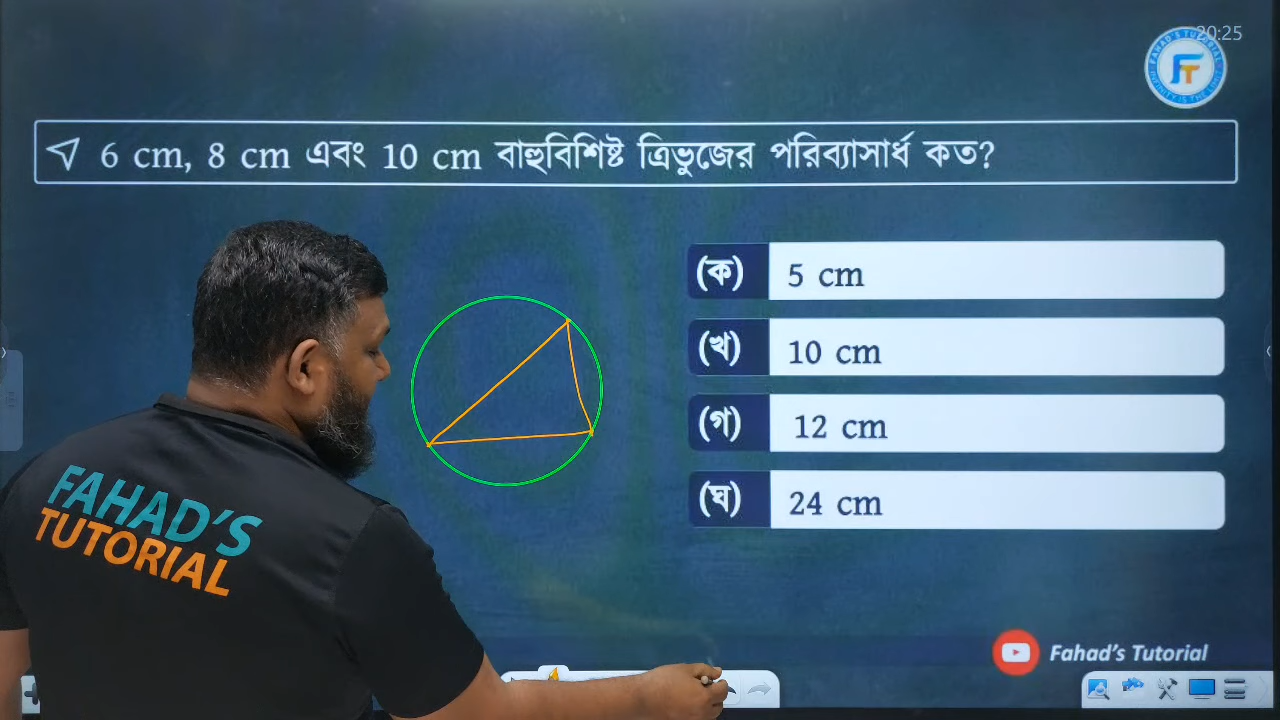 20:25
6 cm, 8 cm এবং 10 cm বাহুবিশিষ্ট ত্রিভুজের পরিব্যাসার্ধ কত?
(ক) 5 cm
(খ) 10 cm
(গ) 12 cm
(ঘ) 24 cm
FAHAD'S
TUTORIAL
Fahad's Tutorial